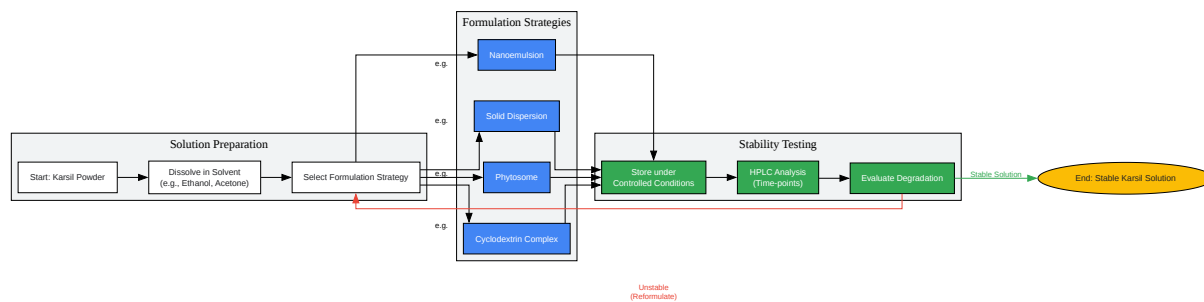 Formulation Strategies
Nanoemulsion
e.g.
Solid Dispersion
e.g.
Solution Preparation
Stability Testing
Start: Karsil Powder
Dissolve in Solvent
(e.g., Ethanol, Acetone)
Select Formulation Strategy
e.g.
Phytosome
Store under
Controlled Conditions
HPLC Analysis
(Time-points)
Evaluate Degradation
Stable Solution
End: Stable Karsil Solution
e.g.
Cyclodextrin Complex
Unstable
(Reformulate)